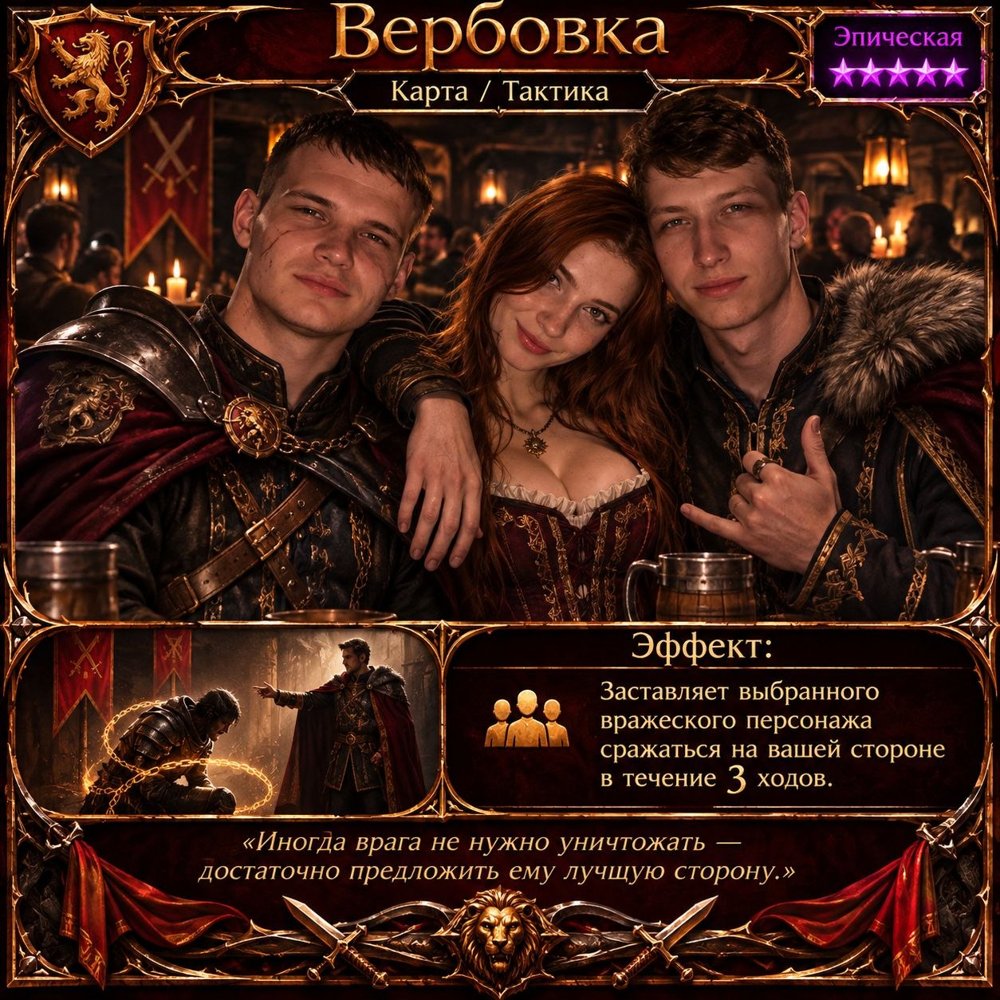 Вербовка
Карта / Тактика
Эпическая
Эффект:
Заставляет выбранного
вражеского персонажа
сражаться на вашей стороне
в течение 3 ходов.
«Иногда врага не нужно уничтожать —
достаточно предложить ему лучшую сторону.»